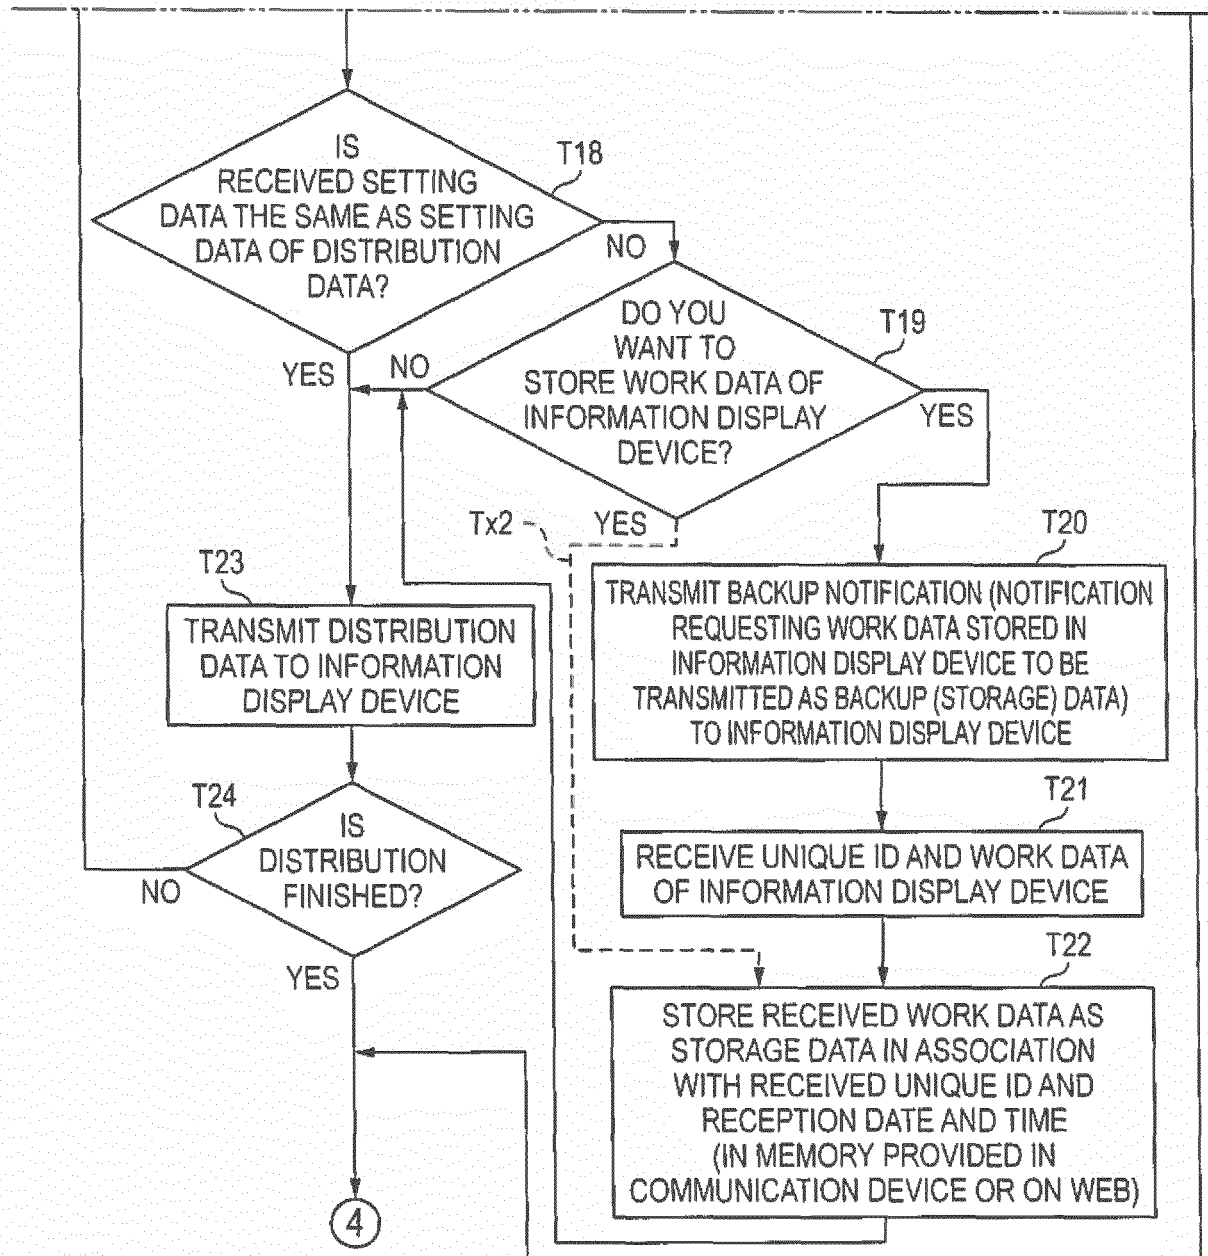 IS
RECEIVED SETTING
DATA THE SAME AS SETTING
DATA OF DISTRIBUTION
DATA?
T18
NO
YES
DO YOU
WANT TO
STORE WORK DATA OF
INFORMATION DISPLAY
DEVICE?
T19
NO
YES
YES
Tx2
T20
TRANSMIT BACKUP NOTIFICATION (NOTIFICATION
REQUESTING WORK DATA STORED IN
INFORMATION DISPLAY DEVICE TO BE
TRANSMITTED AS BACKUP (STORAGE) DATA)
TO INFORMATION DISPLAY DEVICE
T23
TRANSMIT DISTRIBUTION
DATA TO INFORMATION
DISPLAY DEVICE
T21
RECEIVE UNIQUE ID AND WORK DATA
OF INFORMATION DISPLAY DEVICE
T24
IS
DISTRIBUTION
FINISHED?
NO
YES
T22
STORE RECEIVED WORK DATA AS
STORAGE DATA IN ASSOCIATION
WITH RECEIVED UNIQUE ID AND
RECEPTION DATE AND TIME
(IN MEMORY PROVIDED IN
COMMUNICATION DEVICE OR ON WEB)
4